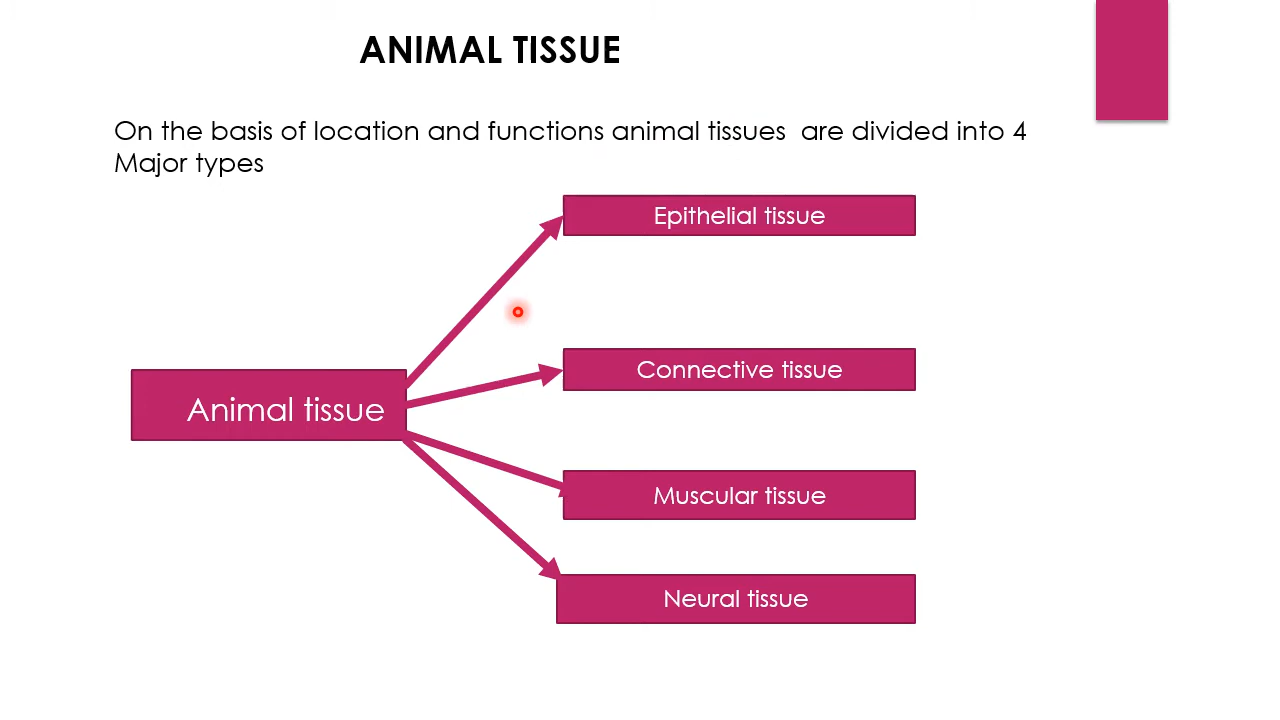 ANIMAL TISSUE
On the basis of location and functions animal tissues  are divided into 4
Major types
Epithelial tissue
Connective tissue
Animal tissue
Muscular tissue
Neural tissue